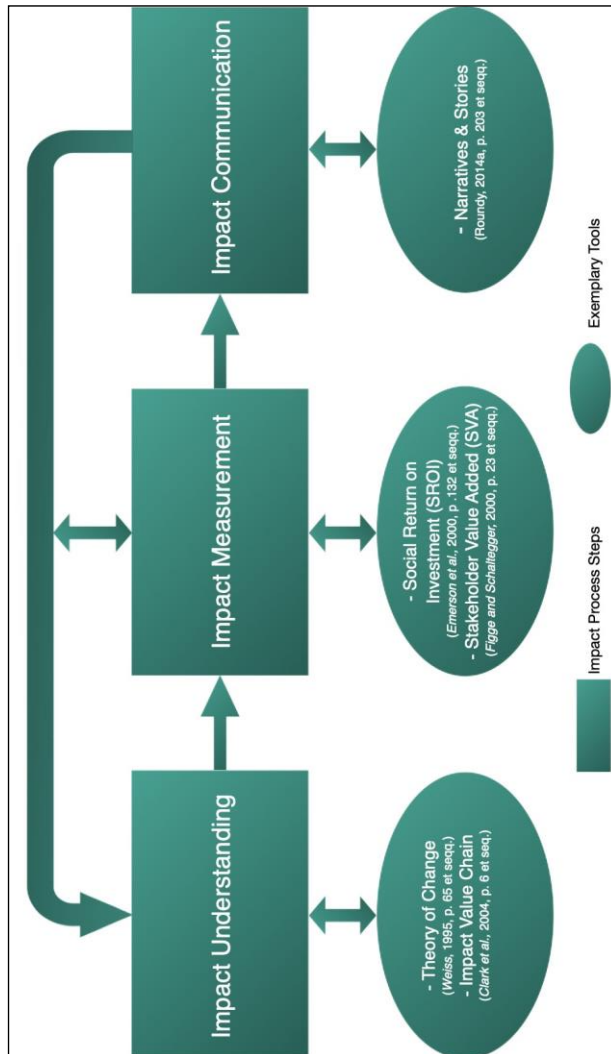 Impact Understanding
Impact Measurement
Impact Communication
- Theory of Change
(Weiss, 1995, p. 65 et seqq.)
- Impact Value Chain
(Clark et al., 2004, p. 6 et seq.)
- Social Return on
Investment (SROI)
(Emerson et al., 2000, p .132 et seqq.)
- Stakeholder Value Added (SVA)
(Figge and Schaltegger, 2000, p. 23 et seqq.)
- Narratives & Stories
(Roundy, 2014a, p. 203 et seqq.)
Impact Process Steps
Exemplary Tools